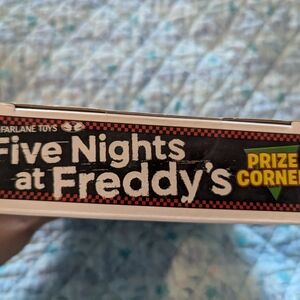 FARLANE TOYS
Five Nights
at Freddy's
PRIZE
CORNER